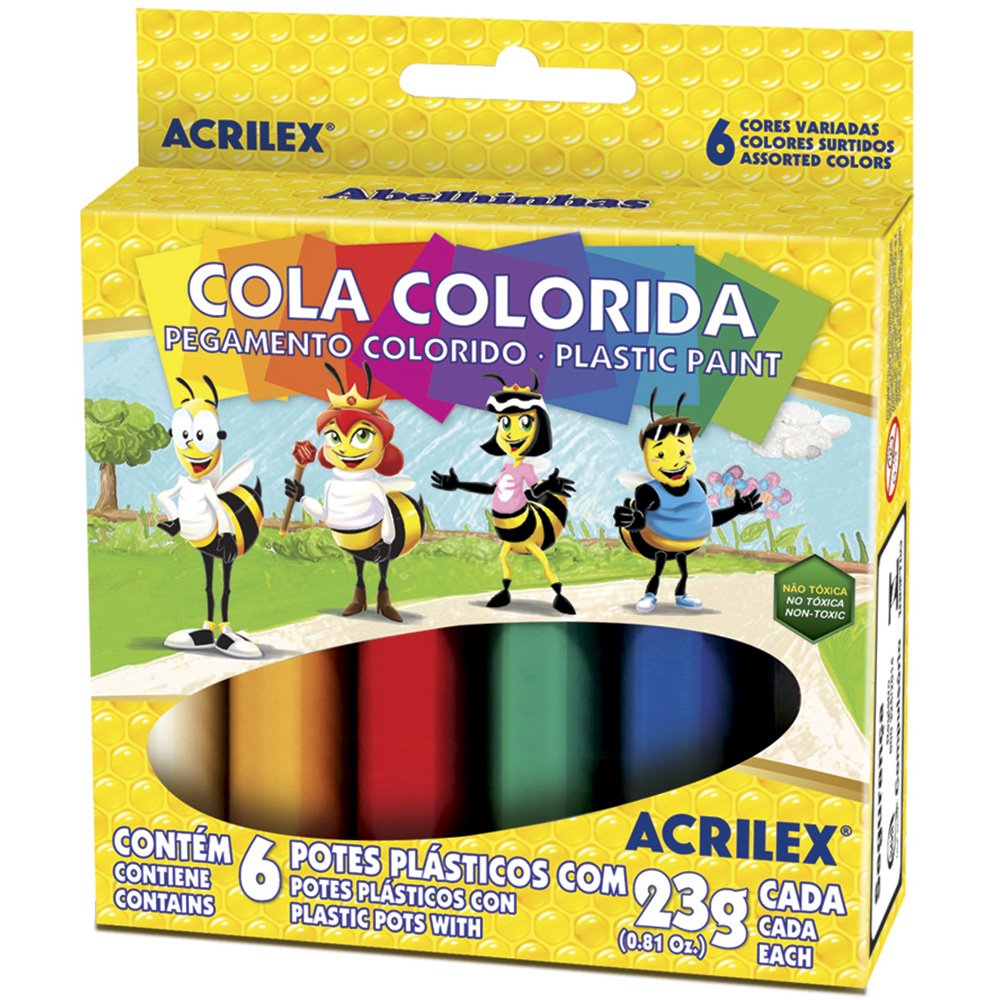 ACRILEX®
6 CORES VARIADAS
COLORES SURTIDOS
ASSORTED COLORS
Abelhinhas
COLA COLORIDA
PEGAMENTO COLORIDO · PLASTIC PAINT
NÃO TÓXICA
NO TÓXICA
NON-TOXIC
ACRILEX®
CONTÉM 6 POTES PLÁSTICOS COM 23g CADA
CONTIENE POTES PLÁSTICOS CON CADA
CONTAINS PLASTIC POTS WITH (0.81 Oz.) EACH
Segurança
Compulsório